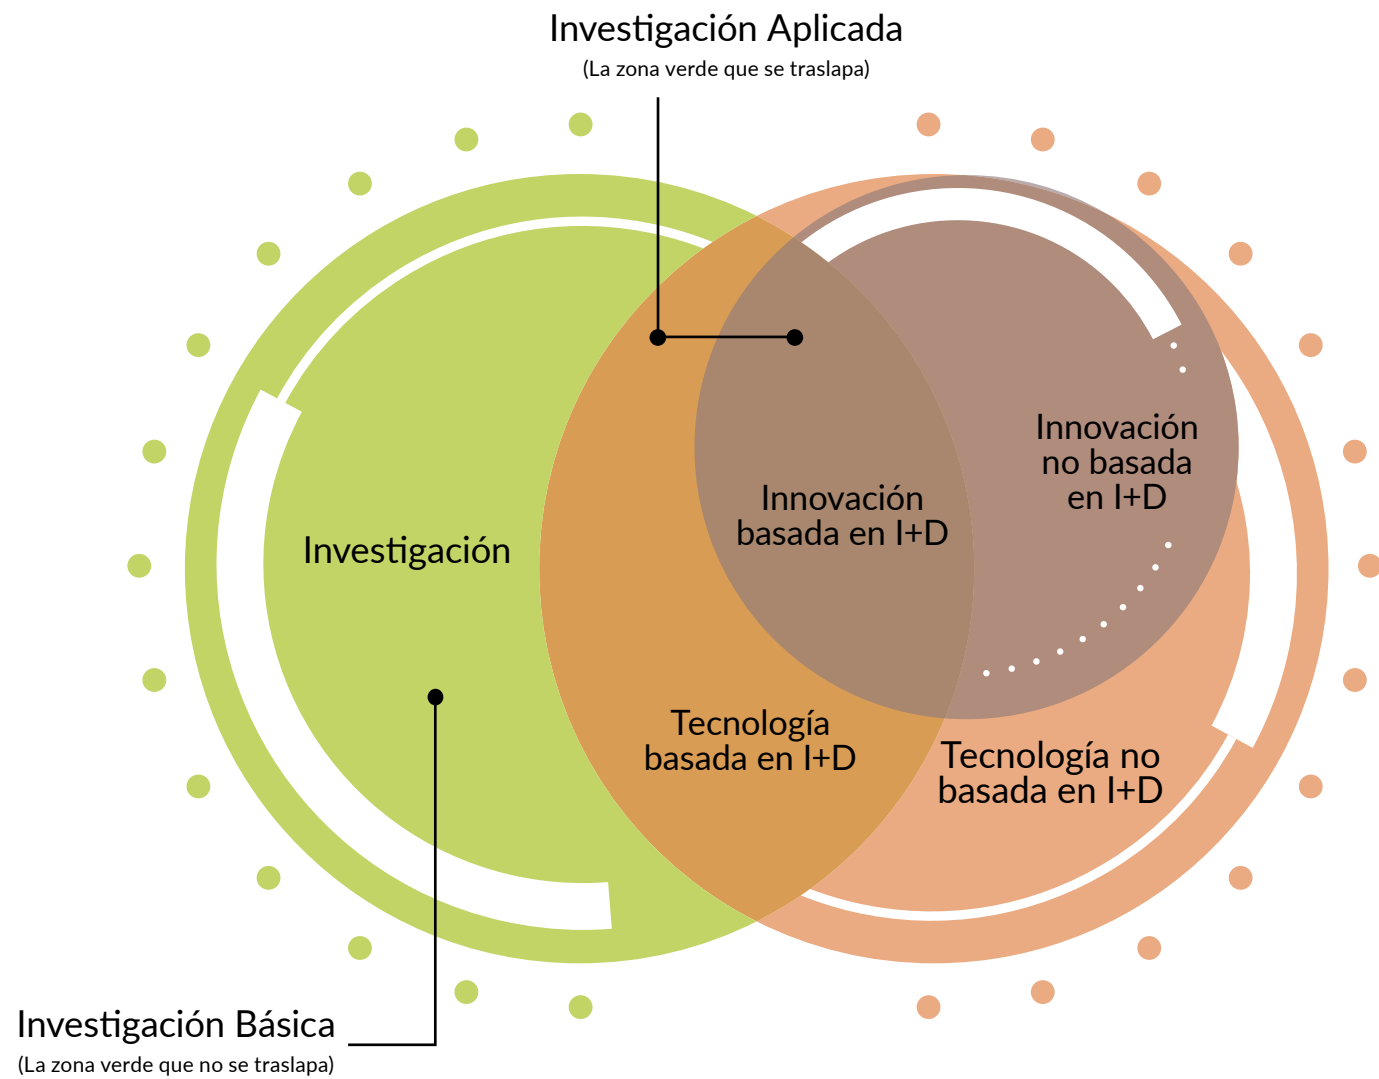 Investigación Aplicada
(La zona verde que se traslapa)
Innovación
no basada
en I+D
Innovación
basada en I+D
Investigación
Tecnología
basada en I+D
Tecnología no
basada en I+D
Investigación Básica
(La zona verde que no se traslapa)